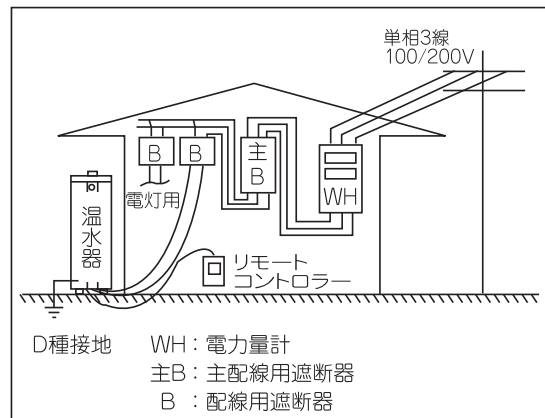 単相3線
100/200V
B
B
主
B
WH
電灯用
温水器
リモート
コントローラー
D種接地
WH：電力量計
主B：主配線用遮断器
B：配線用遮断器